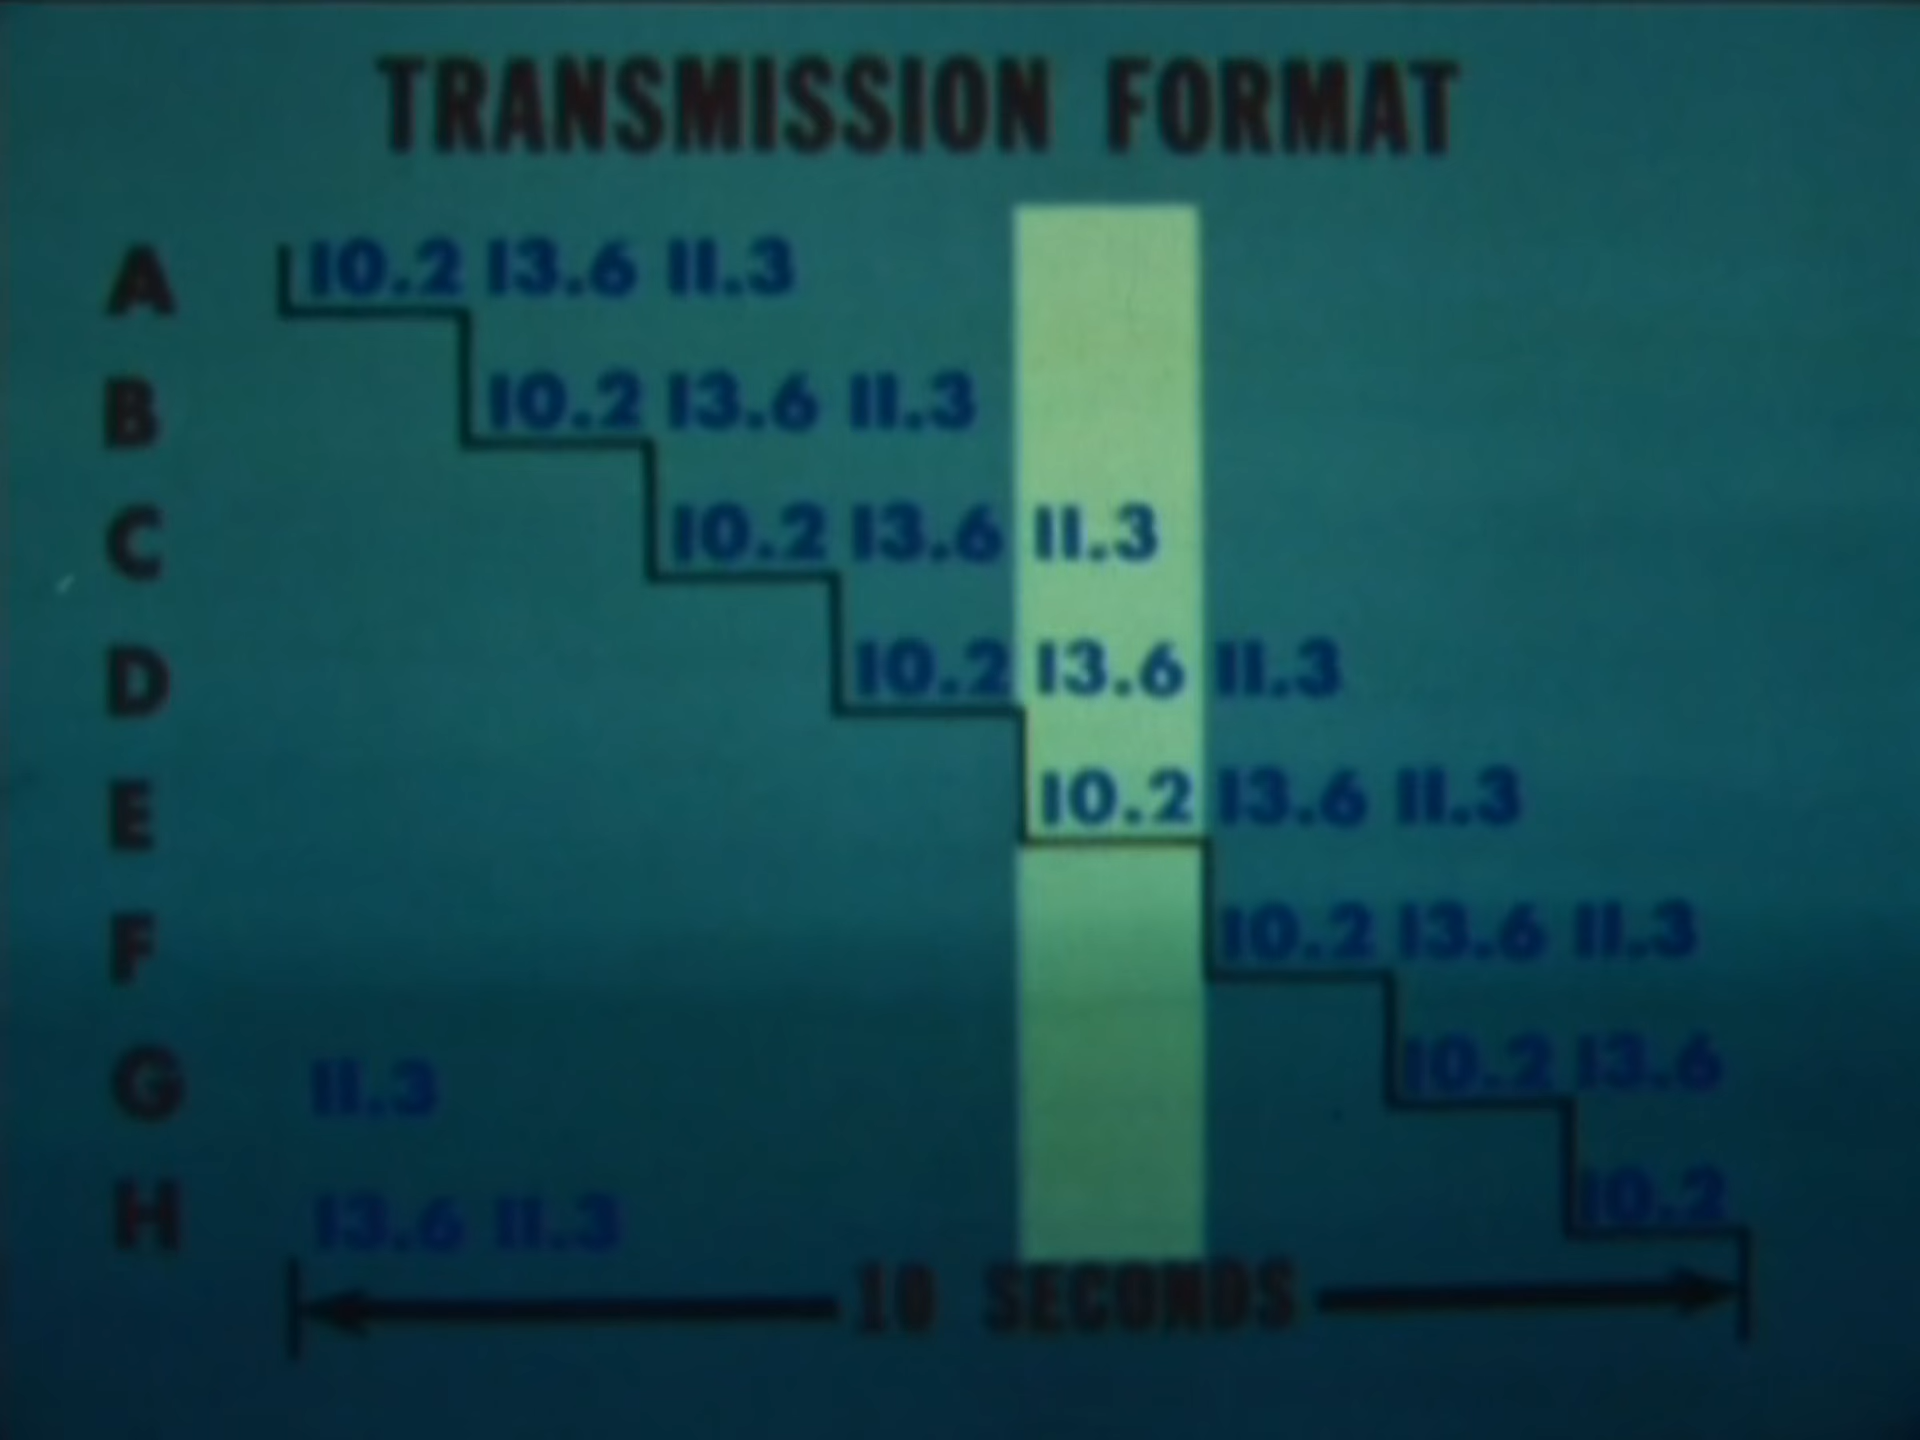 TRANSMISSION FORMAT
A 10.2 13.6 11.3
B 10.2 13.6 11.3
C 10.2 13.6 11.3
D 10.2 13.6 11.3
E 10.2 13.6 11.3
F 10.2 13.6 11.3
G 11.3 10.2 13.6
H 13.6 11.3 10.2
10 SECONDS